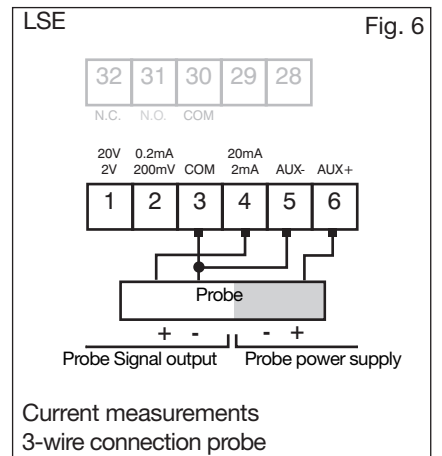 LSE Fig. 6
32 31 30 29 28
N.C. N.O. COM
20V 0.2mA 20mA
2V 200mV COM 2mA AUX- AUX+
1 2 3 4 5 6
Probe
+ - - +
Probe Signal output Probe power supply
Current measurements
3-wire connection probe